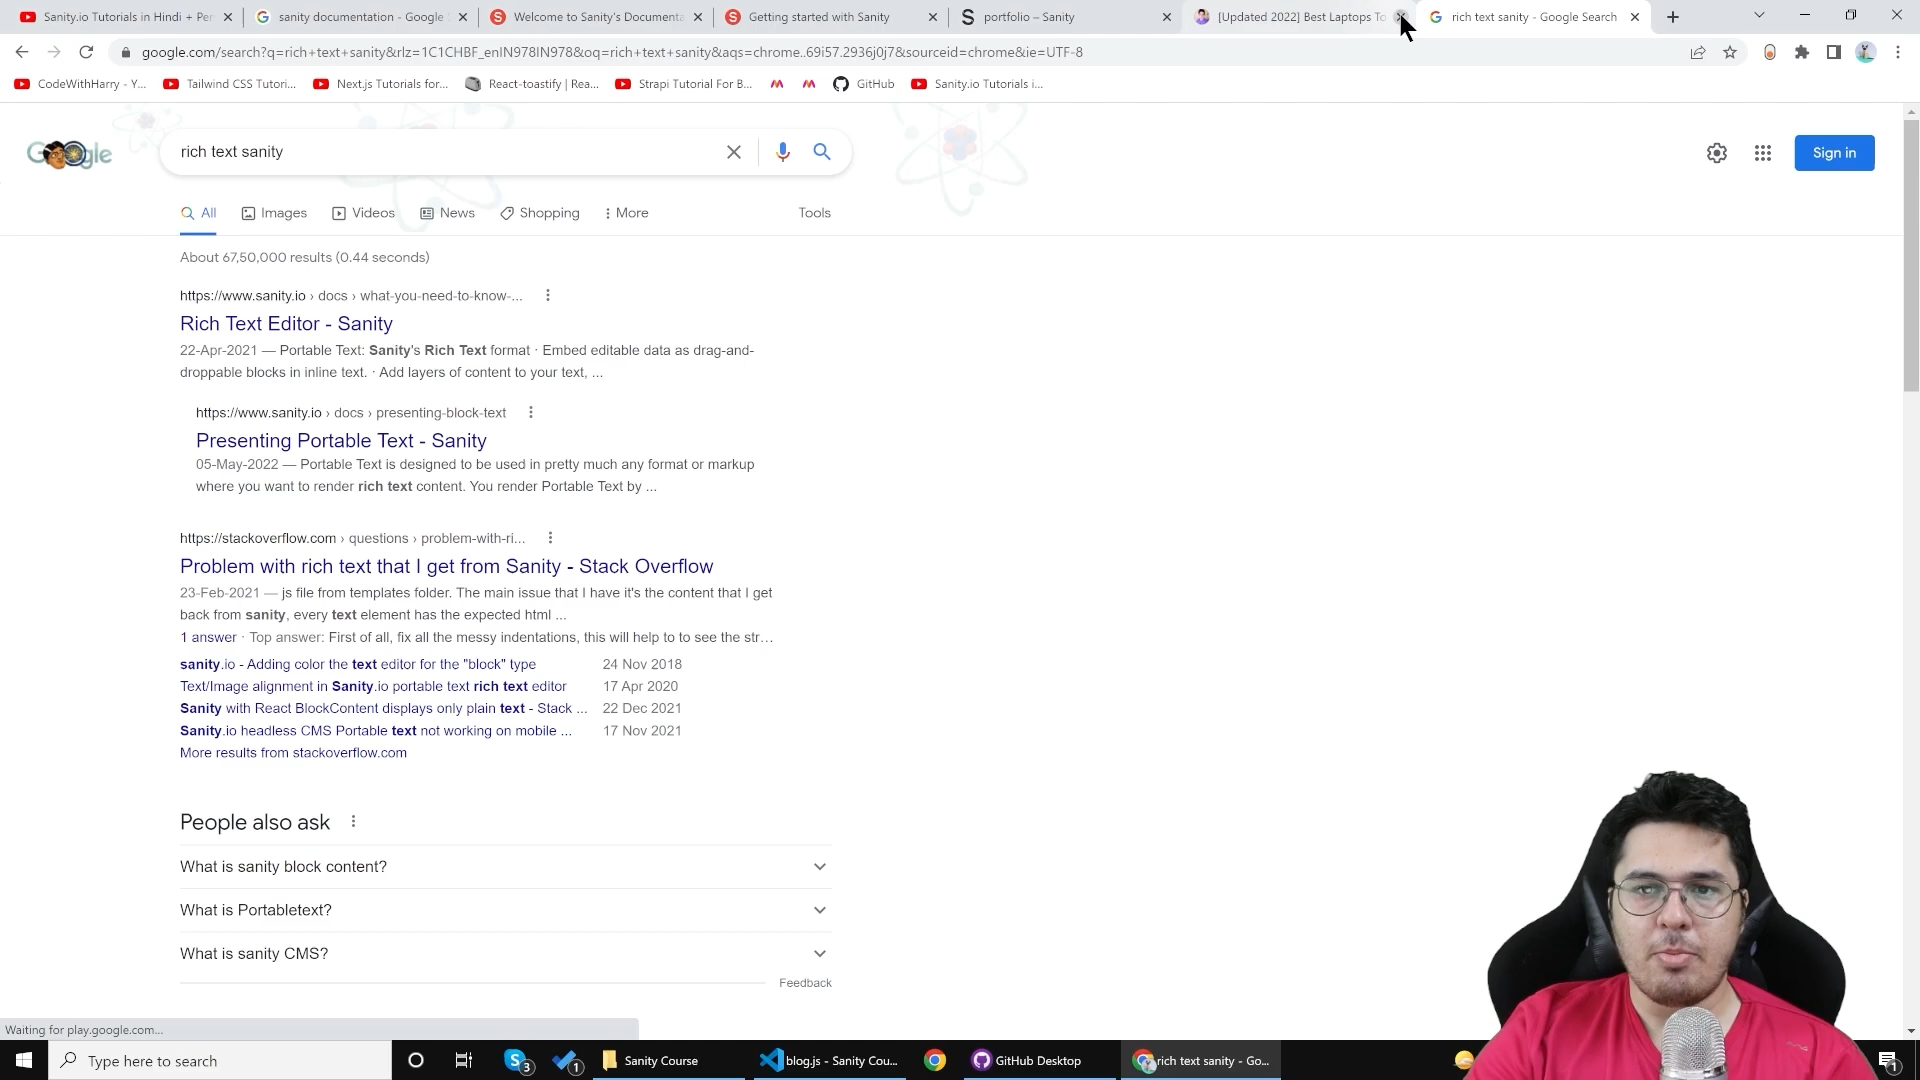 Sanity.io Tutorials in Hindi + Per
sanity documentation - Google
Welcome to Sanity's Documenta
Getting started with Sanity
portfolio – Sanity
[Updated 2022] Best Laptops To
rich text sanity - Google Search
google.com/search?q=rich+text+sanity&rlz=1C1CHBF_enIN978IN978&oq=rich+text+sanity&aqs=chrome..69i57.2936j0j7&sourceid=chrome&ie=UTF-8
CodeWithHarry - Y...
Tailwind CSS Tutori...
Next.js Tutorials for...
React-toastify | Rea...
Strapi Tutorial For B...
GitHub
Sanity.io Tutorials i...
Google
rich text sanity
Sign in
All
Images
Videos
News
Shopping
More
Tools
About 67,50,000 results (0.44 seconds)
https://www.sanity.io › docs › what-you-need-to-know-...
Rich Text Editor - Sanity
22-Apr-2021 — Portable Text: Sanity's Rich Text format · Embed editable data as drag-and-
droppable blocks in inline text. · Add layers of content to your text, ...
https://www.sanity.io › docs › presenting-block-text
Presenting Portable Text - Sanity
05-May-2022 — Portable Text is designed to be used in pretty much any format or markup
where you want to render rich text content. You render Portable Text by ...
https://stackoverflow.com › questions › problem-with-ri...
Problem with rich text that I get from Sanity - Stack Overflow
23-Feb-2021 — js file from templates folder. The main issue that I have it's the content that I get
back from sanity, every text element has the expected html ...
1 answer · Top answer: First of all, fix all the messy indentations, this will help to to see the str...
sanity.io - Adding color the text editor for the "block" type 24 Nov 2018
Text/Image alignment in Sanity.io portable text rich text editor 17 Apr 2020
Sanity with React BlockContent displays only plain text - Stack ... 22 Dec 2021
Sanity.io headless CMS Portable text not working on mobile ... 17 Nov 2021
More results from stackoverflow.com
People also ask
What is sanity block content?
What is Portabletext?
What is sanity CMS?
Feedback
Waiting for play.google.com...
Type here to search
3
1
Sanity Course
blog.js - Sanity Cou...
GitHub Desktop
rich text sanity - Go...
1